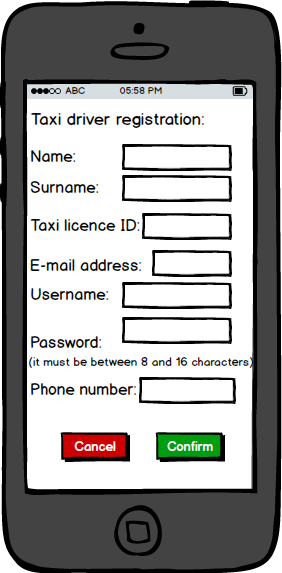 ABC 05:58 PM
Taxi driver registration:
Name:
Surname:
Taxi licence ID:
E-mail address:
Username:
Password:
(it must be between 8 and 16 characters)
Phone number:
Cancel Confirm